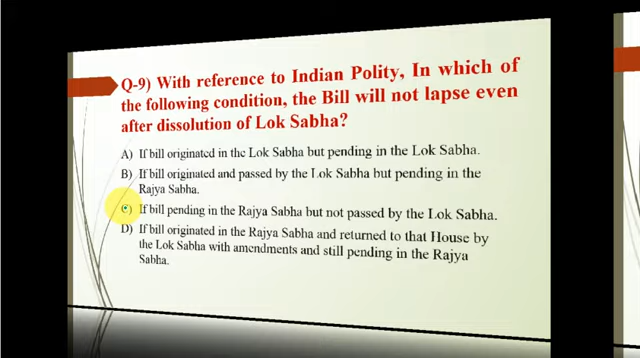 Q-9) With reference to Indian Polity, In which of
the following condition, the Bill will not lapse even
after dissolution of Lok Sabha?
A) If bill originated in the Lok Sabha but pending in the Lok Sabha.
B) If bill originated and passed by the Lok Sabha but pending in the
Rajya Sabha.
C) If bill pending in the Rajya Sabha but not passed by the Lok Sabha.
D) If bill originated in the Rajya Sabha and returned to that House by
the Lok Sabha with amendments and still pending in the Rajya
Sabha.